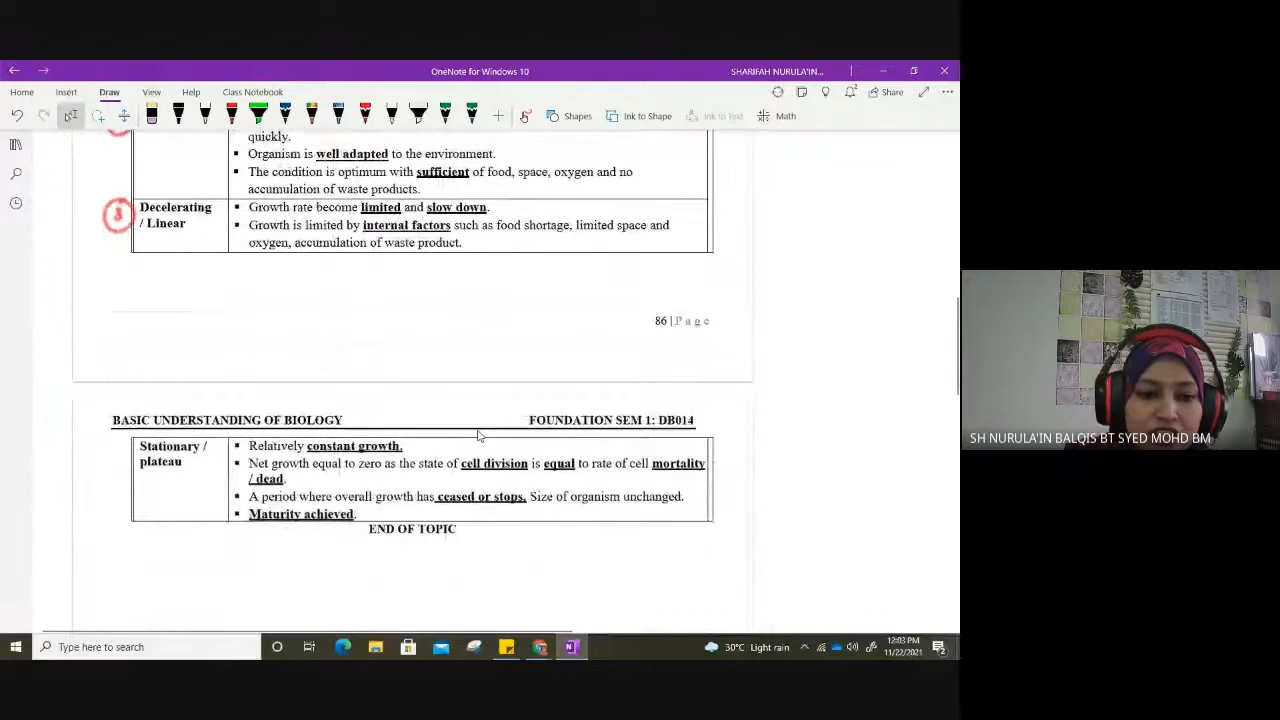 OneNote for Windows 10
SHARIFAH NURULA'IN...
Home
Insert
Draw
View
Help
Class Notebook
Share
Shapes
Ink to Shape
Ink to Text
Math
quickly.
▪ Organism is well adapted to the environment.
▪ The condition is optimum with sufficient of food, space, oxygen and no
accumulation of waste products.
3
Decelerating
/ Linear
▪ Growth rate become limited and slow down.
▪ Growth is limited by internal factors such as food shortage, limited space and
oxygen, accumulation of waste product.
86 | P a g e
BASIC UNDERSTANDING OF BIOLOGY
FOUNDATION SEM 1: DB014
Stationary /
plateau
▪ Relatively constant growth.
▪ Net growth equal to zero as the state of cell division is equal to rate of cell mortality
/ dead.
▪ A period where overall growth has ceased or stops. Size of organism unchanged.
▪ Maturity achieved.
END OF TOPIC
SH NURULA'IN BALQIS BT SYED MOHD BM
Type here to search
30°C Light rain
12:03 PM
11/22/2021
2